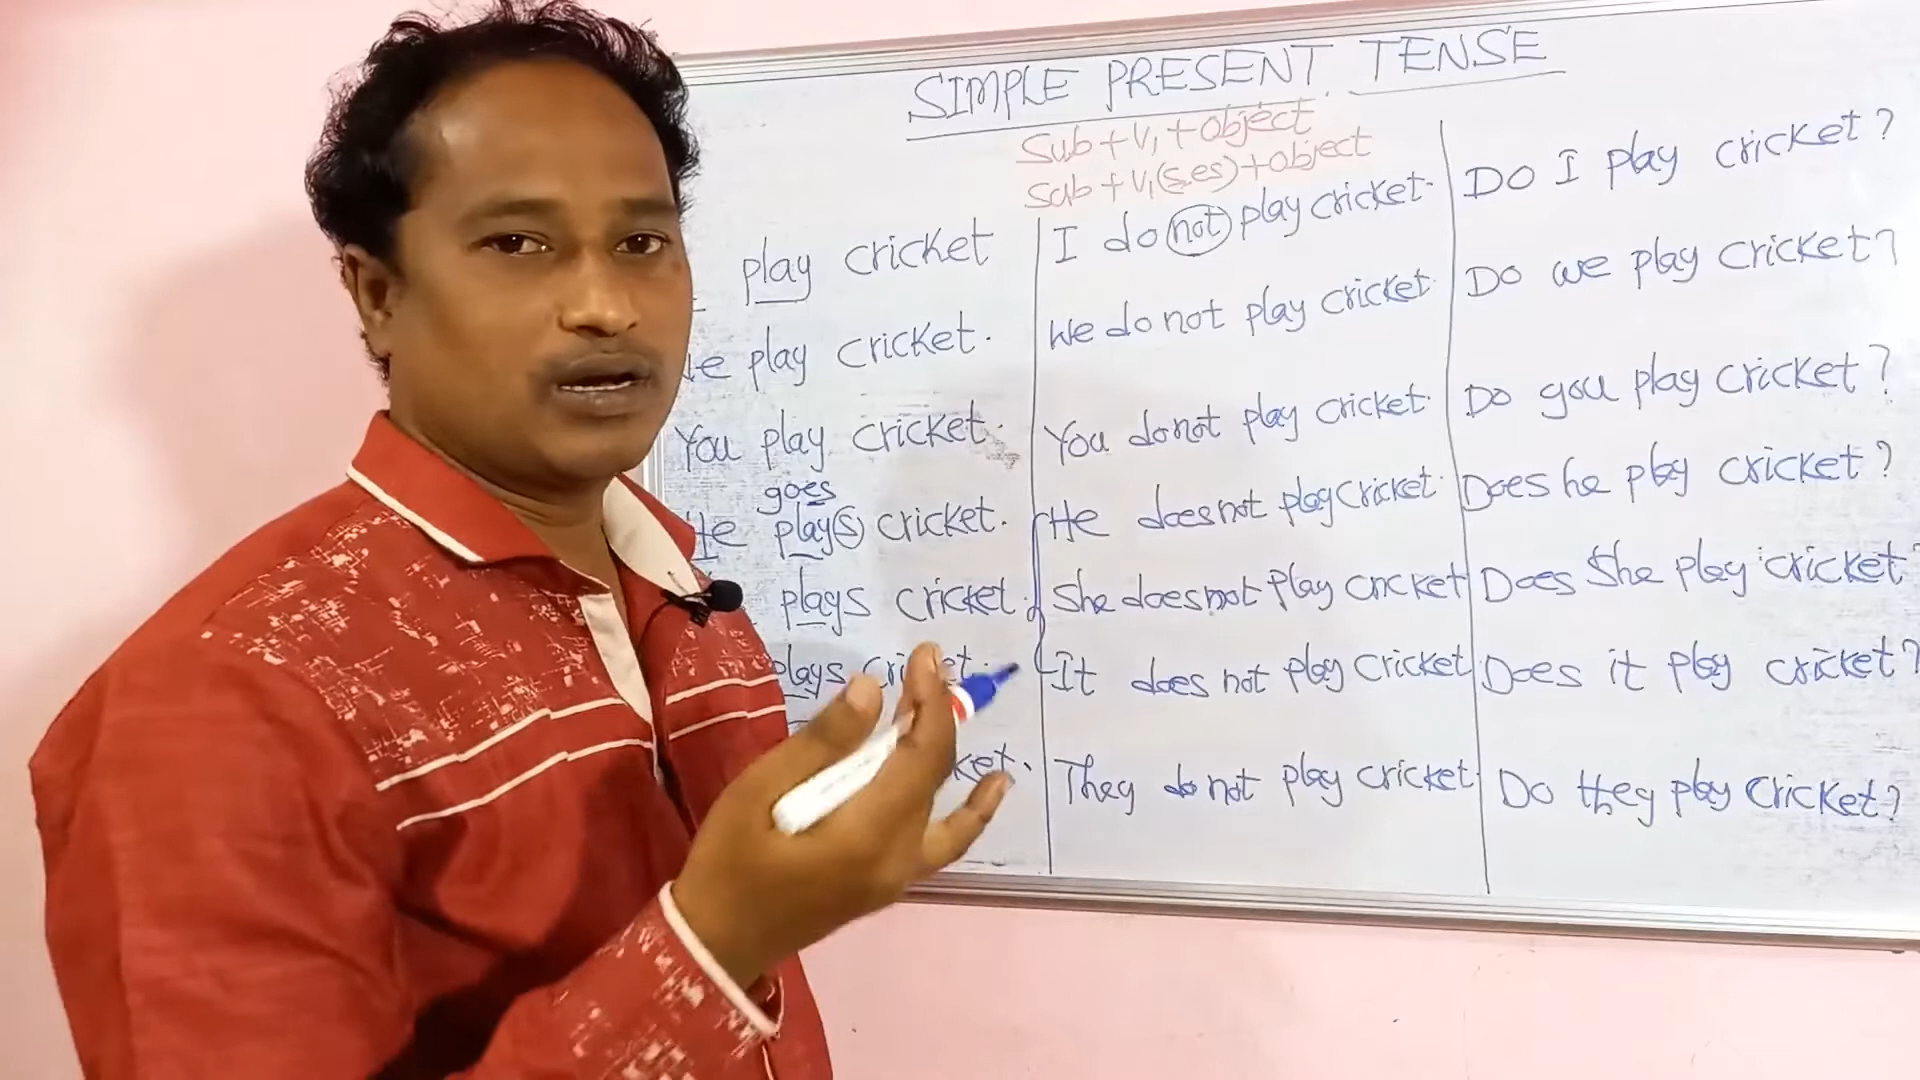 SIMPLE PRESENT TENSE
Sub + V1 + Object
Sub + V1(s.es) + Object
play cricket
play cricket.
You play cricket.
goes
He plays cricket.
plays cricket.
plays cricket.
I do not play cricket.
We do not play cricket.
You do not play cricket.
He does not play cricket.
She does not play cricket
It does not play cricket
They do not play cricket
Do I play cricket?
Do we play cricket?
Do you play cricket?
Does he play cricket?
Does She play cricket?
Does it play cricket?
Do they play cricket?